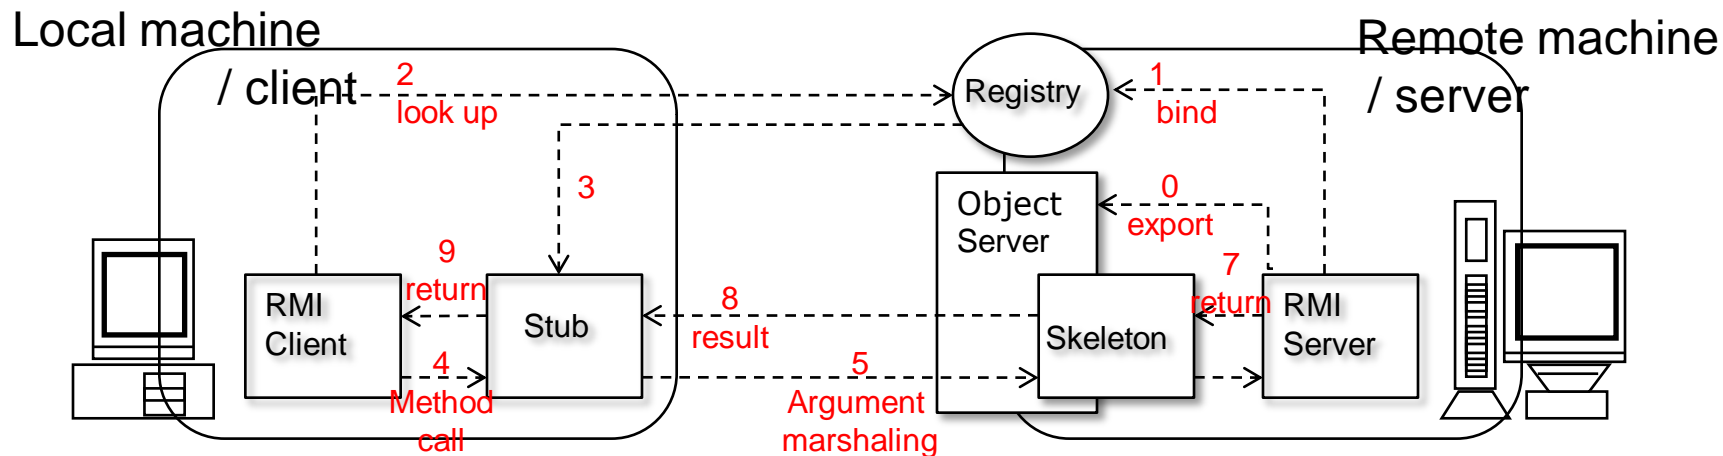 Local machine
/ client
Remote machine
/ server
2
look up
Registry
1
bind
3
Object
Server
0
export
9
return
RMI
Client
Stub
8
result
7
return
Skeleton
RMI
Server
4
Method
call
5
Argument
marshaling